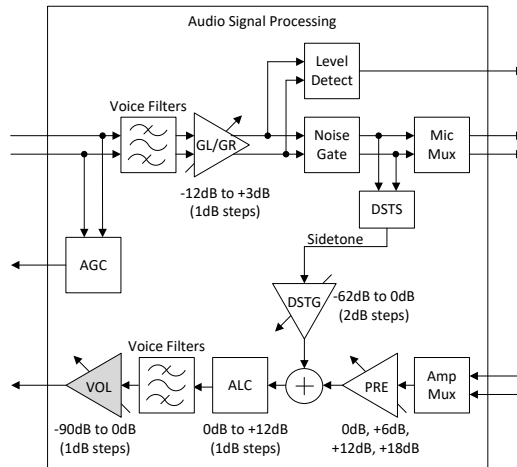 Audio Signal Processing
Level
Detect
Voice Filters
GL/GR
Noise
Gate
Mic
Mux
-12dB to +3dB
(1dB steps)
DSTS
AGC
Sidetone
DSTG
-62dB to 0dB
(2dB steps)
Voice Filters
VOL
ALC
+
PRE
Amp
Mux
-90dB to 0dB
(1dB steps)
0dB to +12dB
(1dB steps)
0dB, +6dB,
+12dB, +18dB